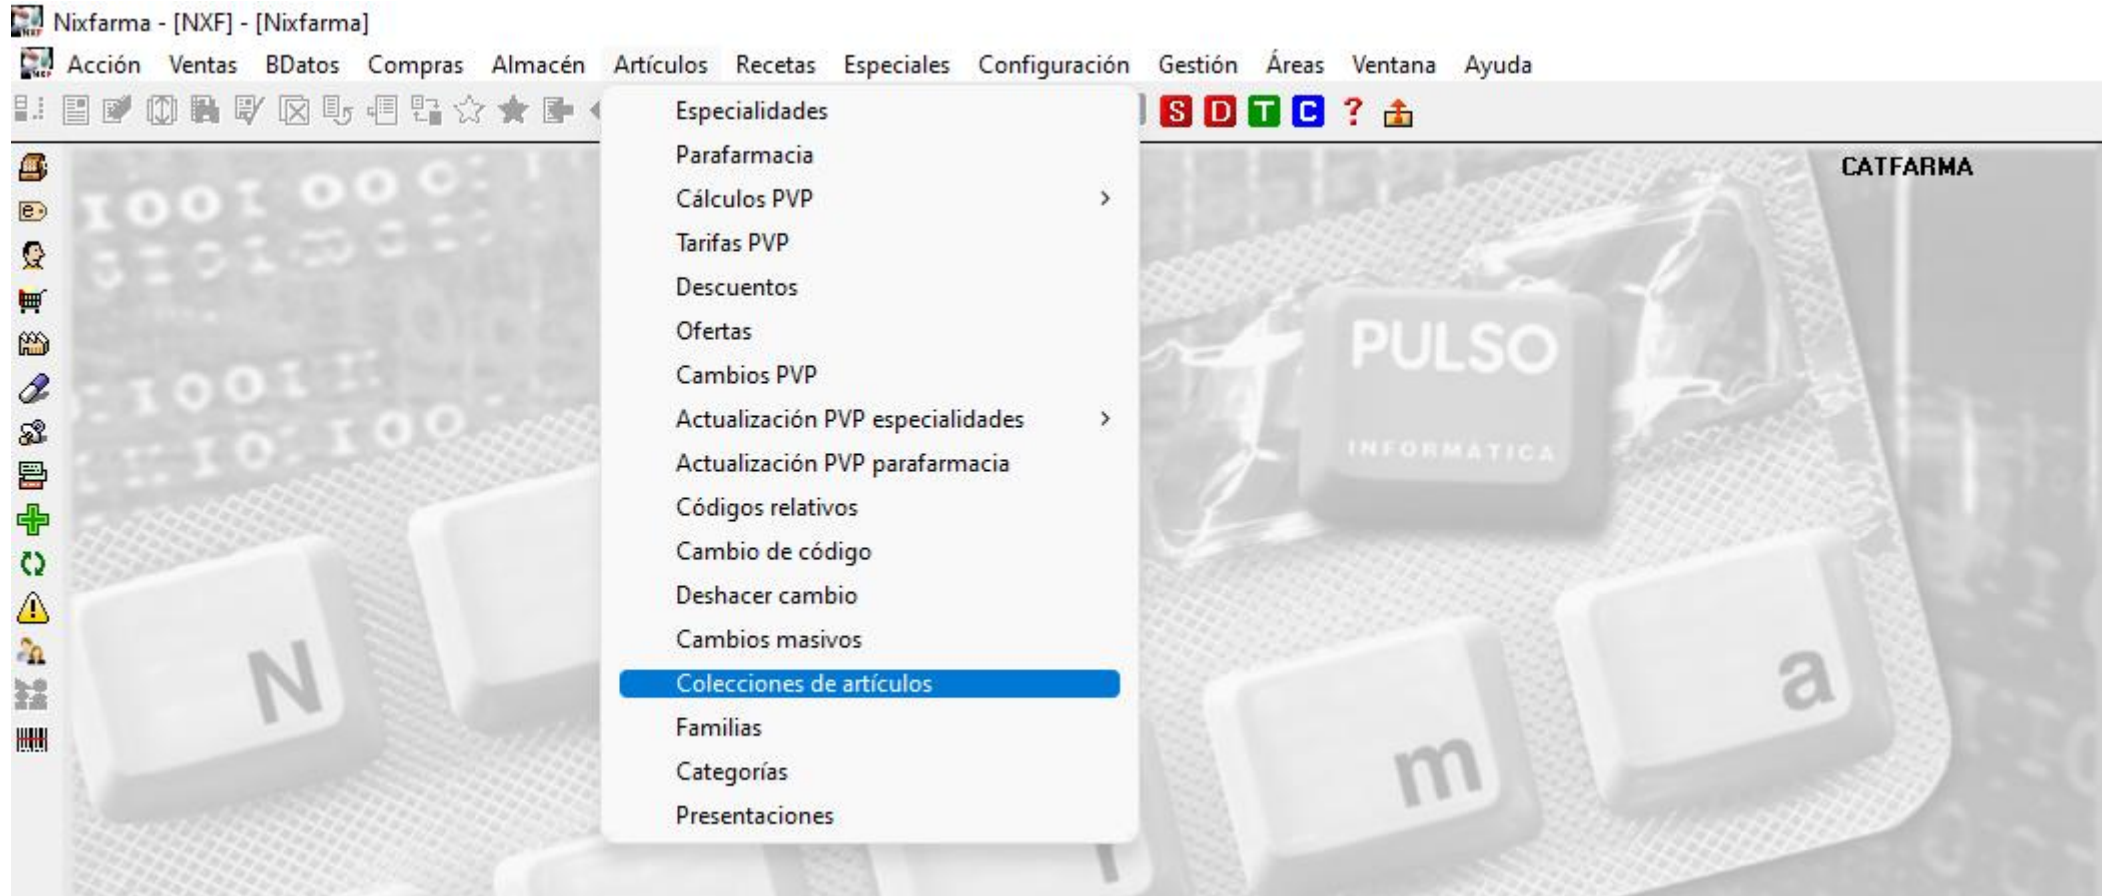 Nixfarma - [NXF] - [Nixfarma]
Acción Ventas BDatos Compras Almacén Artículos Recetas Especiales Configuración Gestión Áreas Ventana Ayuda
S D T C ?
CATFARMA
Especialidades
Parafarmacia
Cálculos PVP
Tarifas PVP
Descuentos
Ofertas
Cambios PVP
Actualización PVP especialidades
Actualización PVP parafarmacia
Códigos relativos
Cambio de código
Deshacer cambio
Cambios masivos
Colecciones de artículos
Familias
Categorías
Presentaciones
PULSO
INFORMATICA
N
m
a